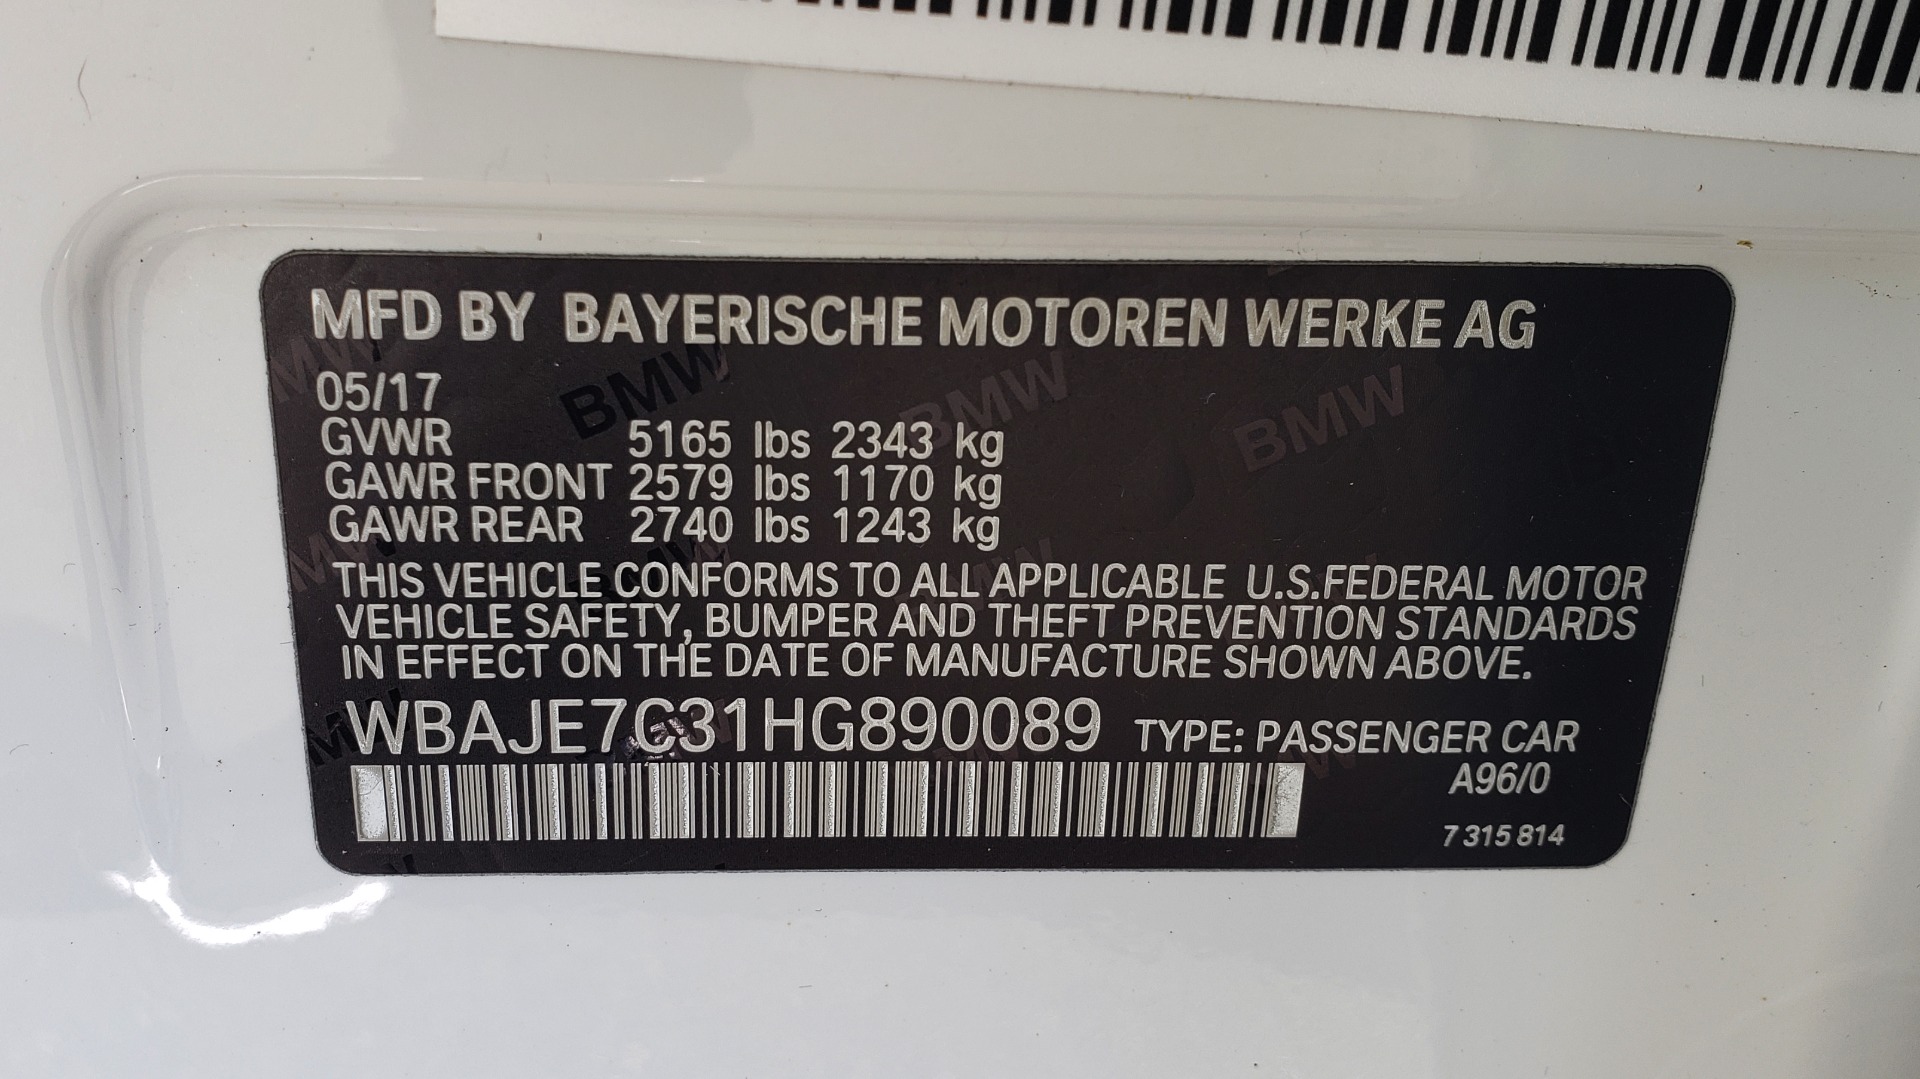 MFD BY BAYERISCHE MOTOREN WERKE AG
05/17
GVWR 5165 lbs 2343 kg
GAWR FRONT 2579 lbs 1170 kg
GAWR REAR 2740 lbs 1243 kg
THIS VEHICLE CONFORMS TO ALL APPLICABLE U.S.FEDERAL MOTOR
VEHICLE SAFETY, BUMPER AND THEFT PREVENTION STANDARDS
IN EFFECT ON THE DATE OF MANUFACTURE SHOWN ABOVE.
WBAJE7C31HG890089 TYPE: PASSENGER CAR
A96/0
7 315 814